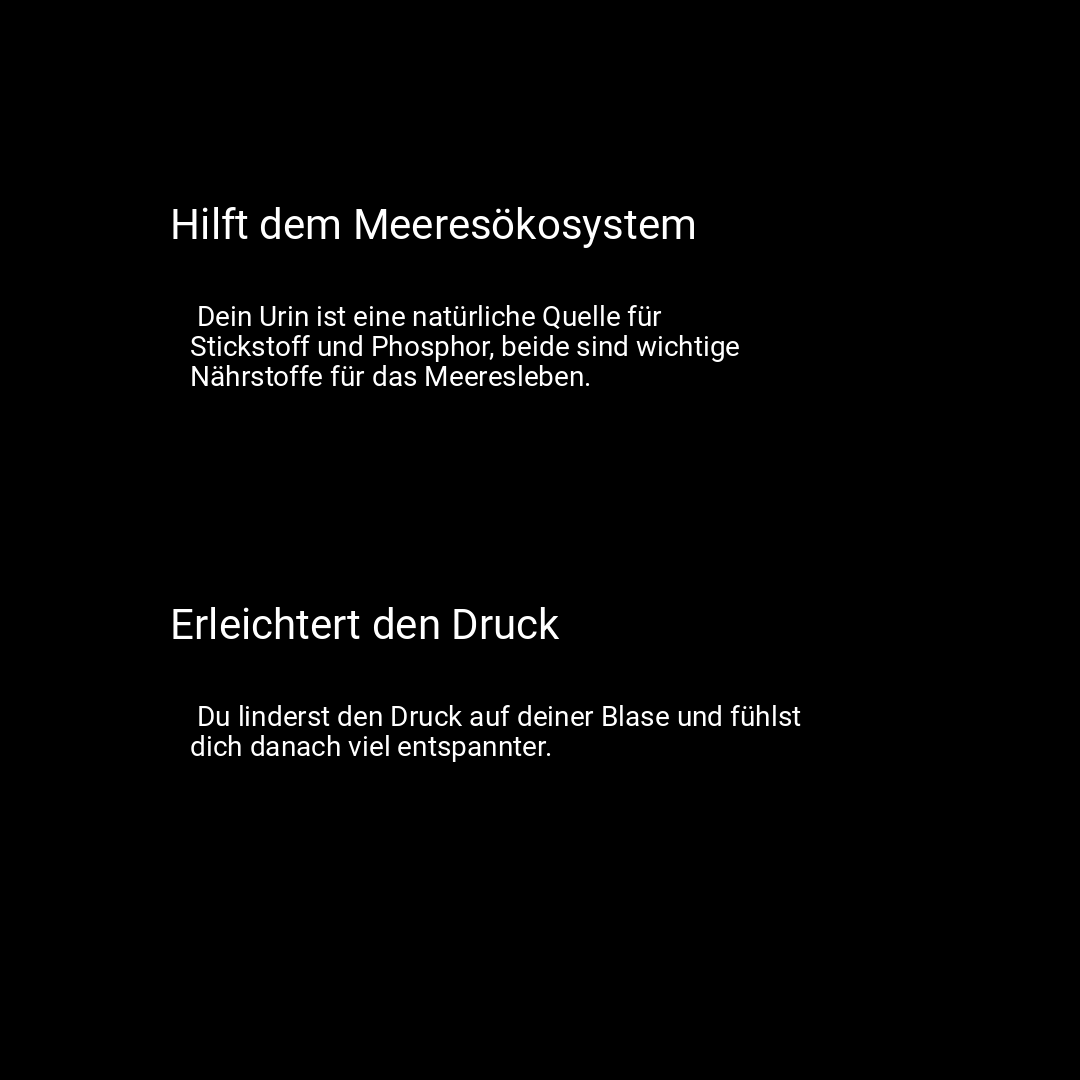 Hilft dem Meeresökosystem
Dein Urin ist eine natürliche Quelle für
Stickstoff und Phosphor, beide sind wichtige
Nährstoffe für das Meeresleben.
Erleichtert den Druck
Du linderst den Druck auf deiner Blase und fühlst
dich danach viel entspannter.